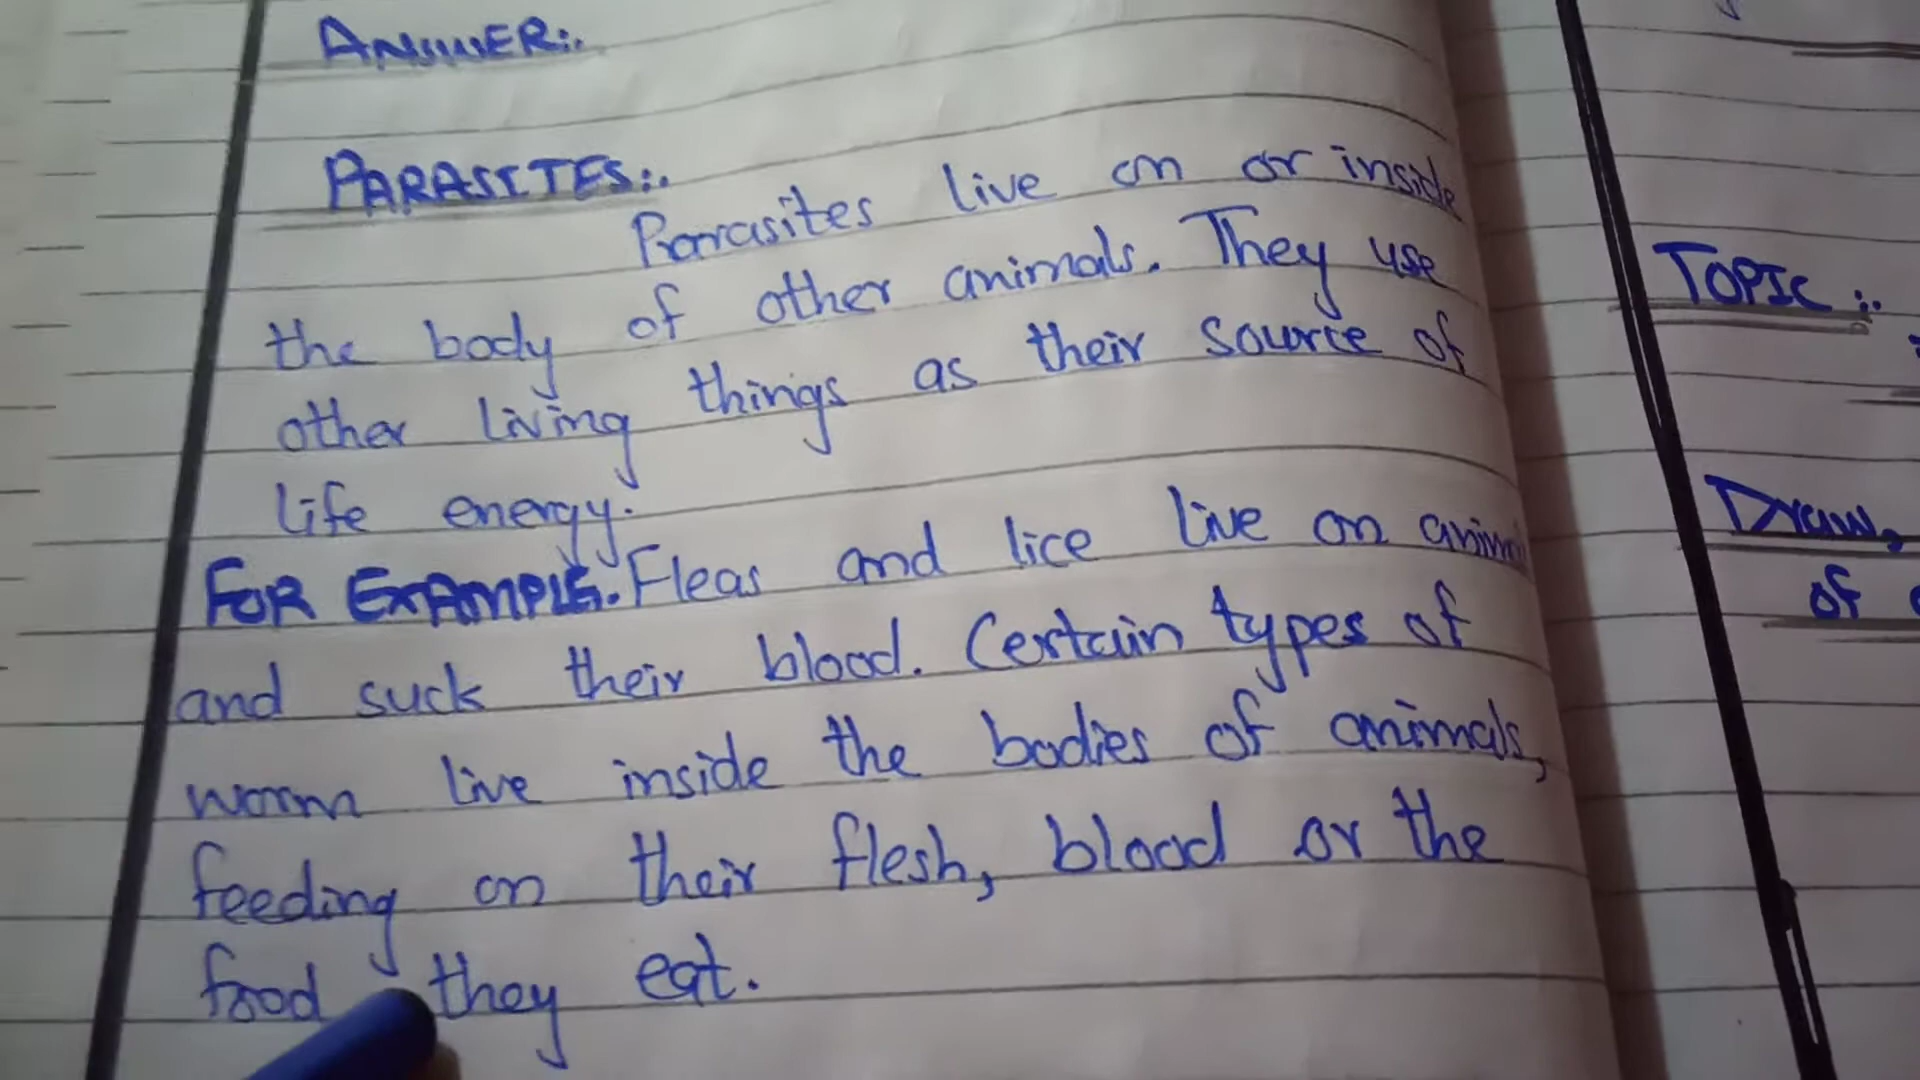 ANSWER:.
PARASITES:.
Parasites live on or inside
the body of other animals. They use
other living things as their source of
life energy.
FOR EXAMPLE. Fleas and lice live on
and suck their blood. Certain types of
worm live inside the bodies of animals,
feeding on their flesh, blood or the
food they eat.
TOPIC:.
Draw
of